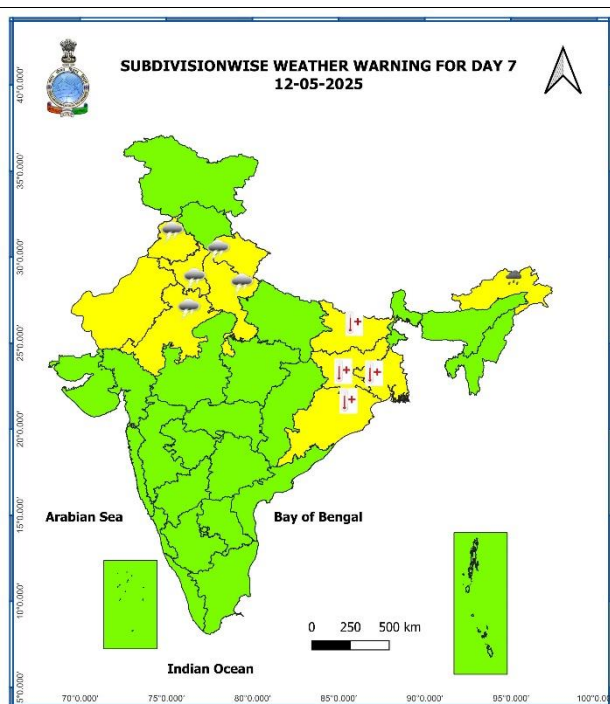 SUBDIVISIONWISE WEATHER WARNING FOR DAY 7
12-05-2025
40°0.000'
35°0.000'
30°0.000'
25°0.000'
20°0.000'
15°0.000'
10°0.000'
5°0.000'
Arabian Sea
Bay of Bengal
0 250 500 km
Indian Ocean
70°0.000' 75°0.000' 80°0.000' 85°0.000' 90°0.000' 95°0.000' 100°0.0